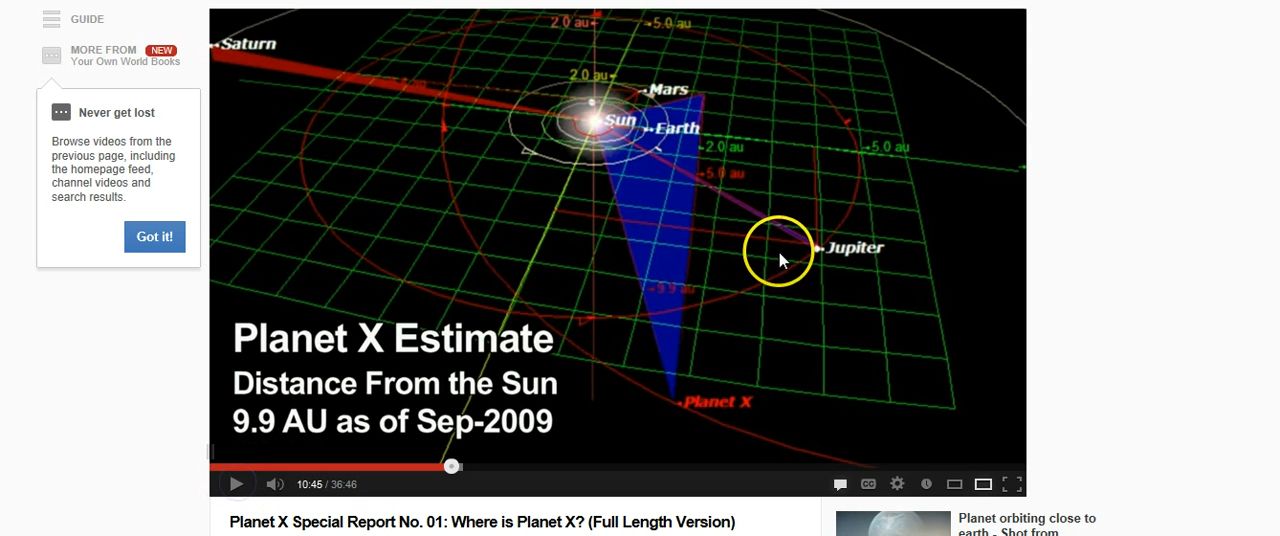 GUIDE
MORE FROM NEW
Your Own World Books
Never get lost
Browse videos from the
previous page, including
the homepage feed,
channel videos and
search results.
Got it!
2.0 au
5.0 au
Saturn
2.0 au
Mars
Sun
Earth
2.0 au
5.0 au
5.0 au
Jupiter
9.9 au
Planet X Estimate
Distance From the Sun
9.9 AU as of Sep-2009
Planet X
10:45 / 36:46
CC
Planet X Special Report No. 01: Where is Planet X? (Full Length Version)
Planet orbiting close to
earth - Shot from